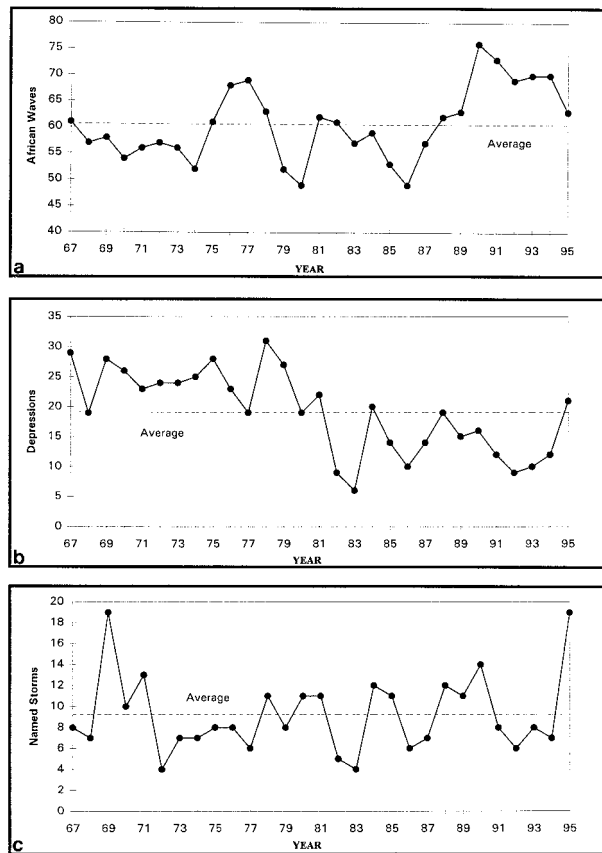 80
75
70
65
60
55
50
45
40
African Waves
Average
67 69 71 73 75 77 79 81 83 85 87 89 91 93 95
YEAR
a
35
30
25
20
15
10
5
0
Depressions
Average
67 69 71 73 75 77 79 81 83 85 87 89 91 93 95
YEAR
b
20
18
16
14
12
10
8
6
4
2
0
Named Storms
Average
67 69 71 73 75 77 79 81 83 85 87 89 91 93 95
YEAR
c